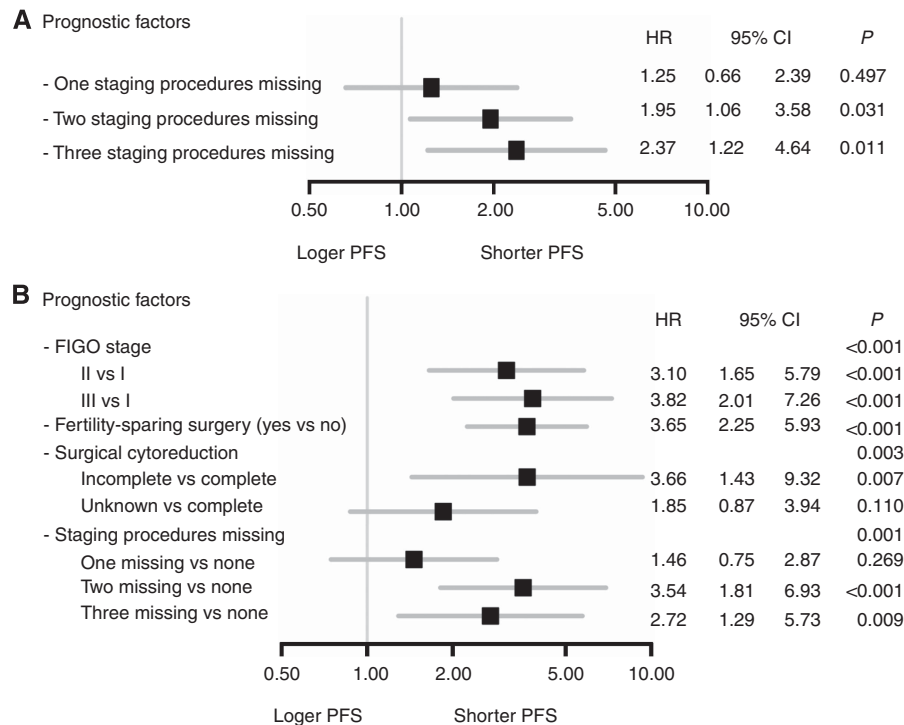 A Prognostic factors
HR 95% CI P
- One staging procedures missing 1.25 0.66 2.39 0.497
- Two staging procedures missing 1.95 1.06 3.58 0.031
- Three staging procedures missing 2.37 1.22 4.64 0.011
0.50 1.00 2.00 5.00 10.00
Loger PFS Shorter PFS
B Prognostic factors
HR 95% CI P
- FIGO stage <0.001
II vs I 3.10 1.65 5.79 <0.001
III vs I 3.82 2.01 7.26 <0.001
- Fertility-sparing surgery (yes vs no) 3.65 2.25 5.93 <0.001
- Surgical cytoreduction 0.003
Incomplete vs complete 3.66 1.43 9.32 0.007
Unknown vs complete 1.85 0.87 3.94 0.110
- Staging procedures missing 0.001
One missing vs none 1.46 0.75 2.87 0.269
Two missing vs none 3.54 1.81 6.93 <0.001
Three missing vs none 2.72 1.29 5.73 0.009
0.50 1.00 2.00 5.00 10.00
Loger PFS Shorter PFS